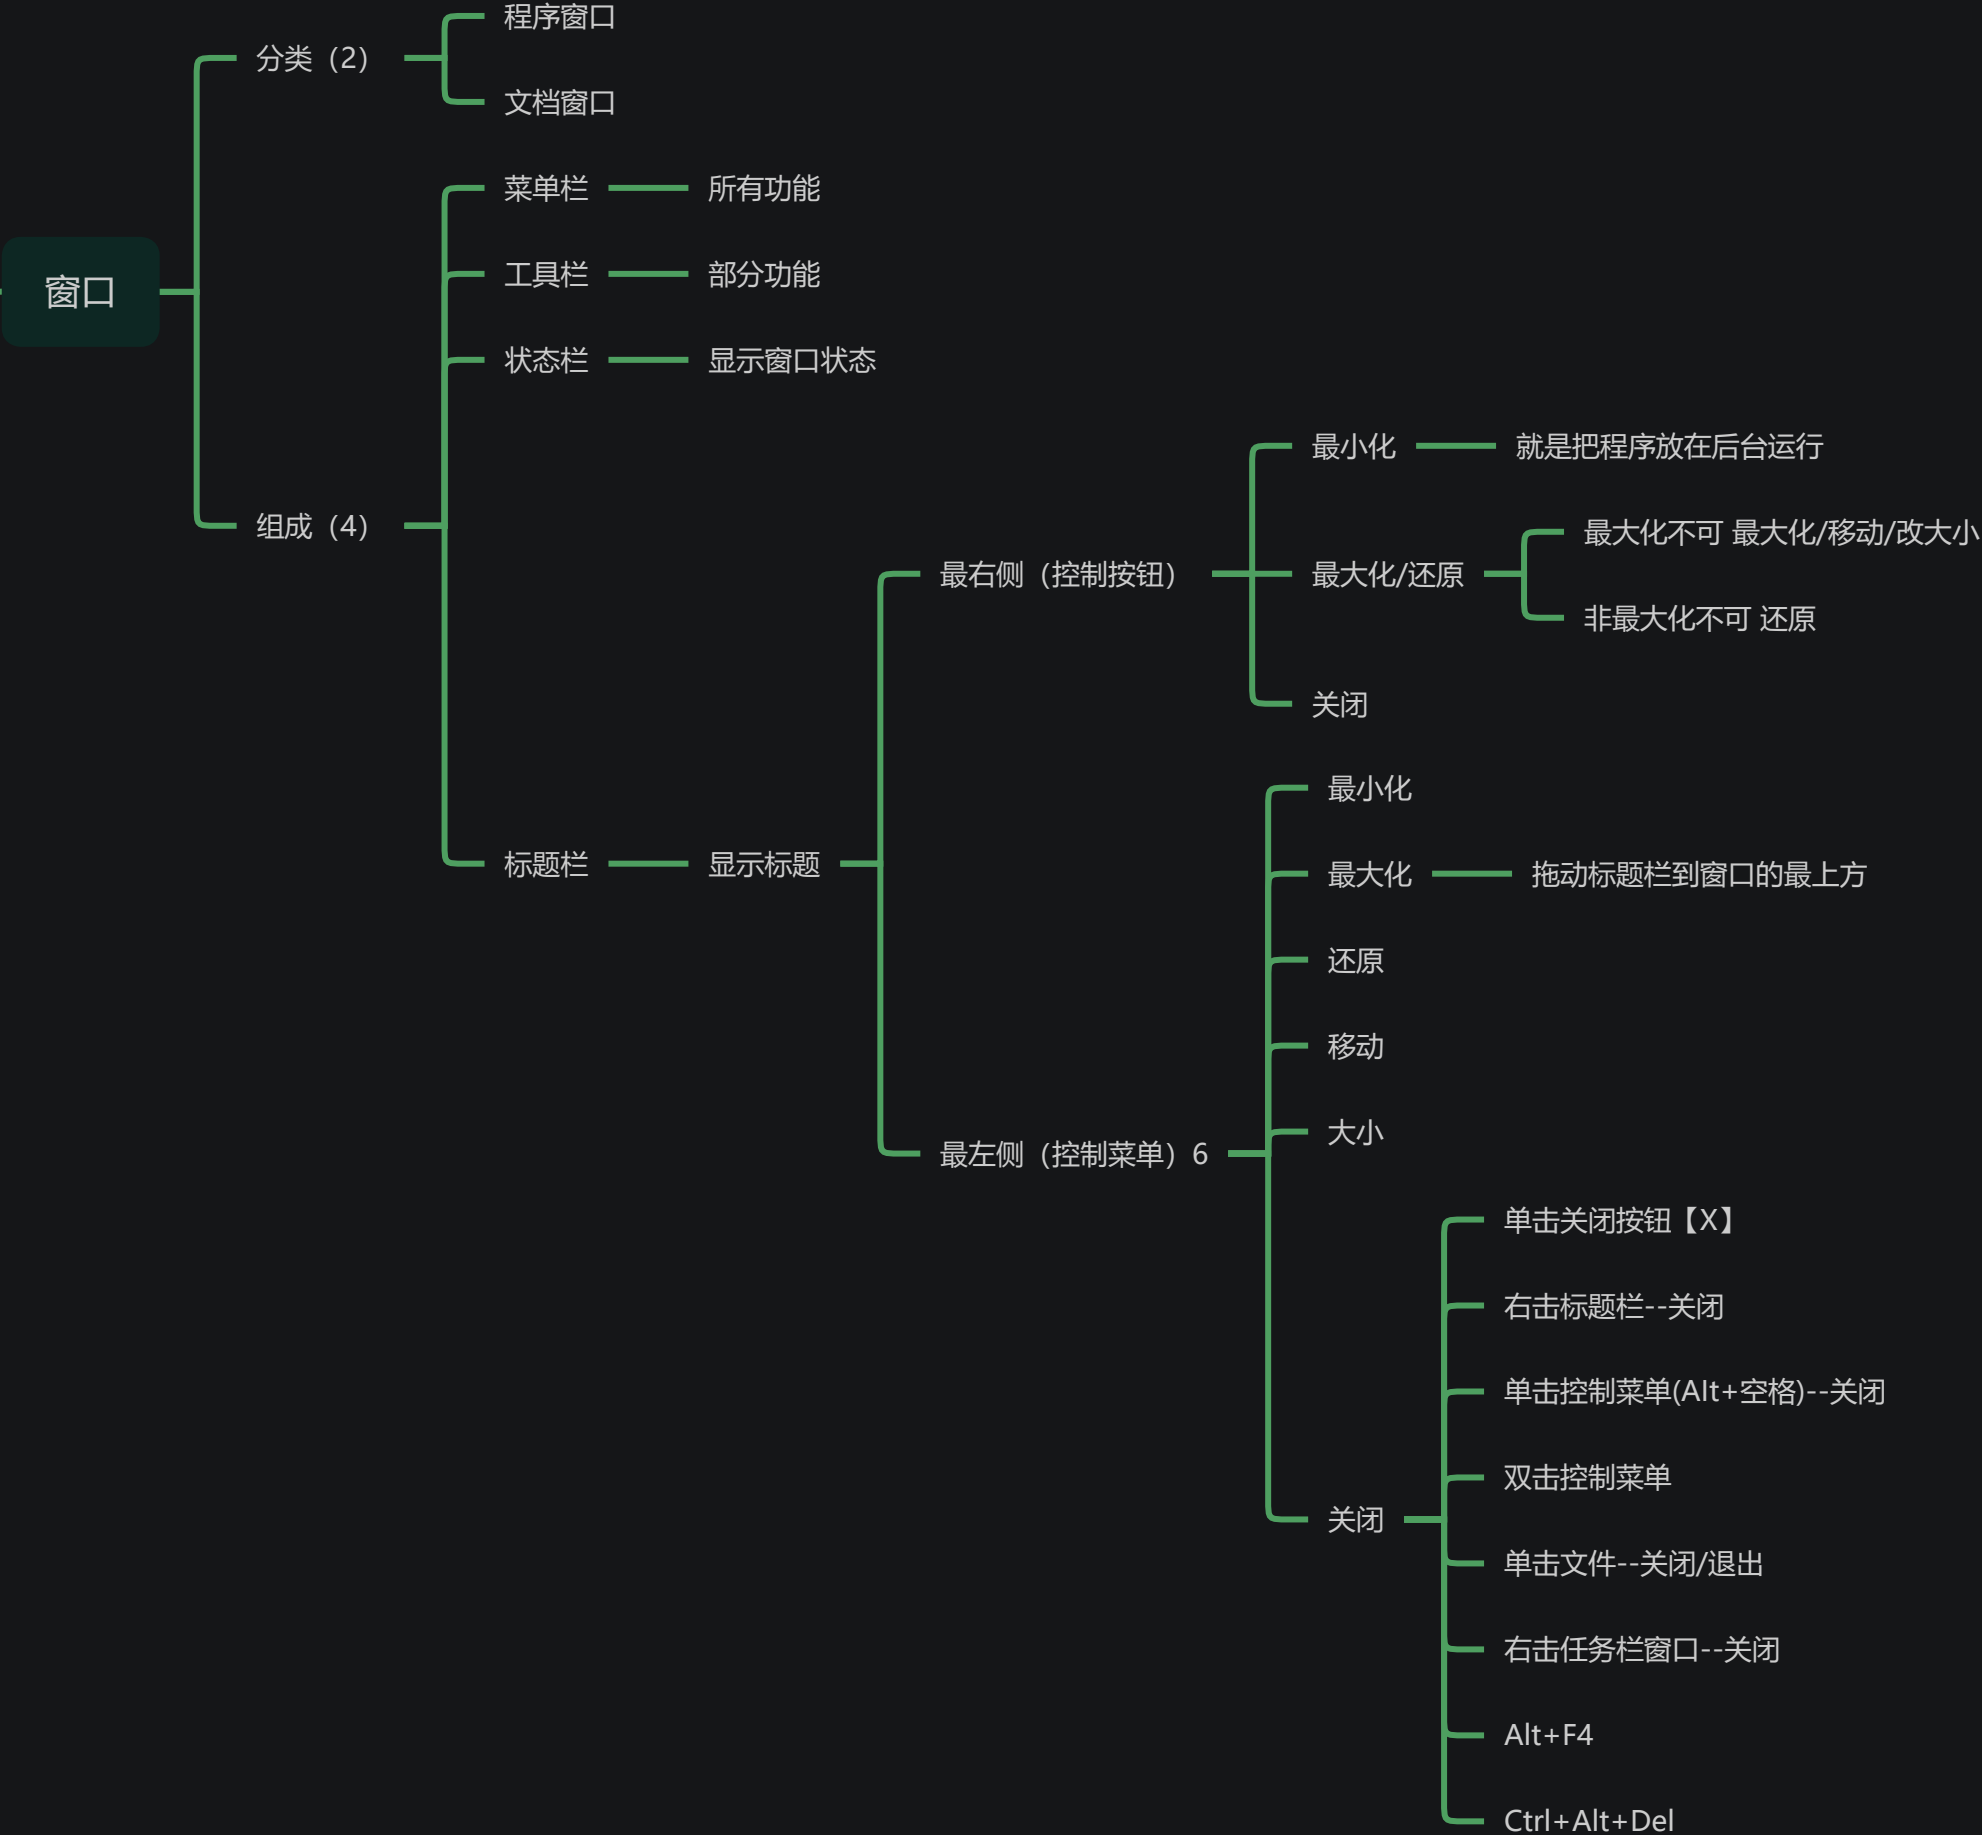 窗口
分类（2）
程序窗口
文档窗口
组成（4）
菜单栏
所有功能
工具栏
部分功能
状态栏
显示窗口状态
标题栏
显示标题
最右侧（控制按钮）
最小化
就是把程序放在后台运行
最大化/还原
最大化不可 最大化/移动/改大小
非最大化不可 还原
关闭
最左侧（控制菜单）6
最小化
最大化
拖动标题栏到窗口的最上方
还原
移动
大小
关闭
单击关闭按钮【X】
右击标题栏--关闭
单击控制菜单(Alt+空格)--关闭
双击控制菜单
单击文件--关闭/退出
右击任务栏窗口--关闭
Alt+F4
Ctrl+Alt+Del